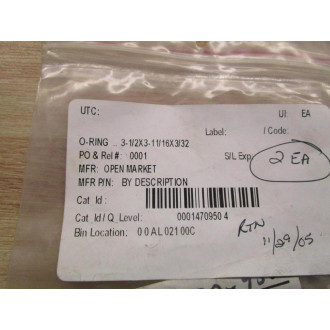 UTC: UI: EA
Label: / Code:
O-RING .. 3-1/2X3-11/16X3/32
PO & Rel #: 0001 S/L Exp 2 EA
MFR: OPEN MARKET
MFR P/N: BY DESCRIPTION
Cat Id :
Cat Id / Q_Level: 0001470950 4
Bin Location: 0 0 AL 021 00C
RTN
11/29/05